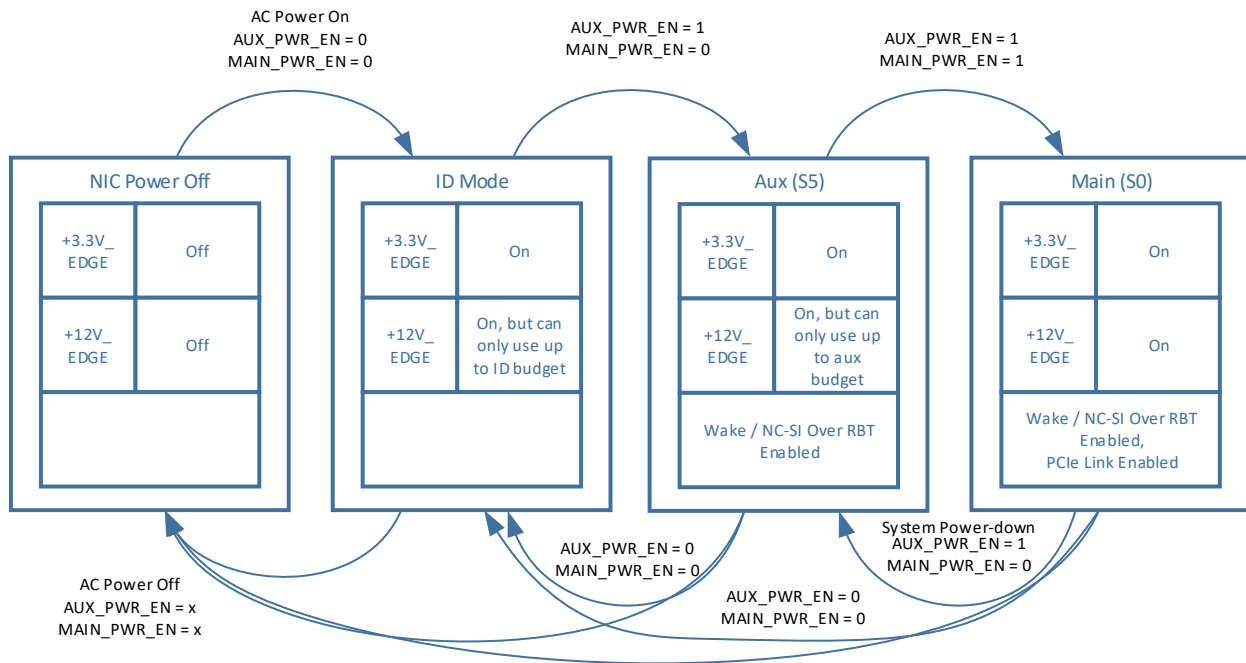 AC Power On
AUX_PWR_EN = 0
MAIN_PWR_EN = 0
AUX_PWR_EN = 1
MAIN_PWR_EN = 0
AUX_PWR_EN = 1
MAIN_PWR_EN = 1
NIC Power Off
+3.3V_
EDGE
Off
+12V_
EDGE
Off
ID Mode
+3.3V_
EDGE
On
+12V_
EDGE
On, but can
only use up
to ID budget
Aux (S5)
+3.3V_
EDGE
On
+12V_
EDGE
On, but can
only use up
to aux
budget
Wake / NC-SI Over RBT
Enabled
Main (S0)
+3.3V_
EDGE
On
+12V_
EDGE
On
Wake / NC-SI Over RBT
Enabled,
PCIe Link Enabled
AC Power Off
AUX_PWR_EN = x
MAIN_PWR_EN = x
AUX_PWR_EN = 0
MAIN_PWR_EN = 0
System Power-down
AUX_PWR_EN = 1
MAIN_PWR_EN = 0
AUX_PWR_EN = 0
MAIN_PWR_EN = 0